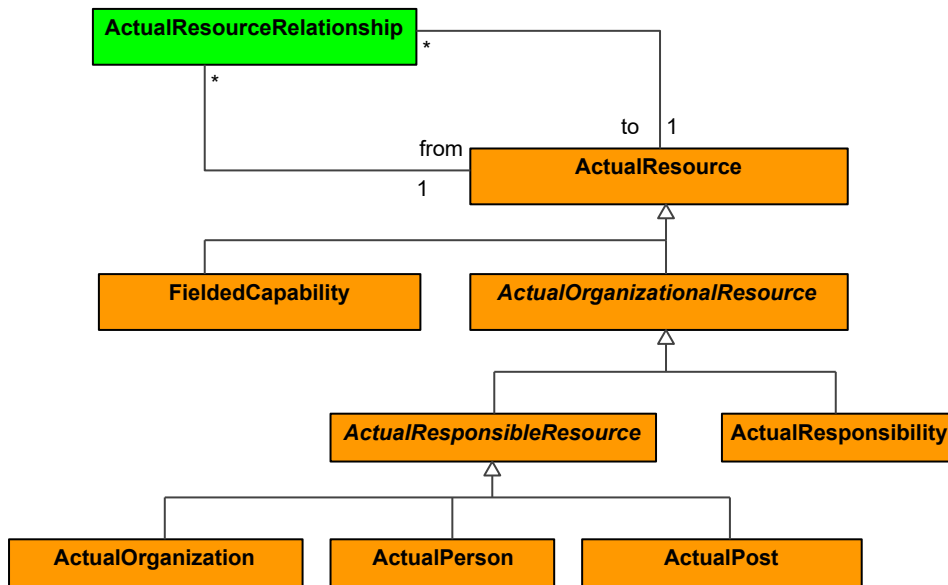 ActualResourceRelationship
*
*
to 1
from
1
ActualResource
FieldedCapability
ActualOrganizationalResource
ActualResponsibleResource
ActualResponsibility
ActualOrganization
ActualPerson
ActualPost